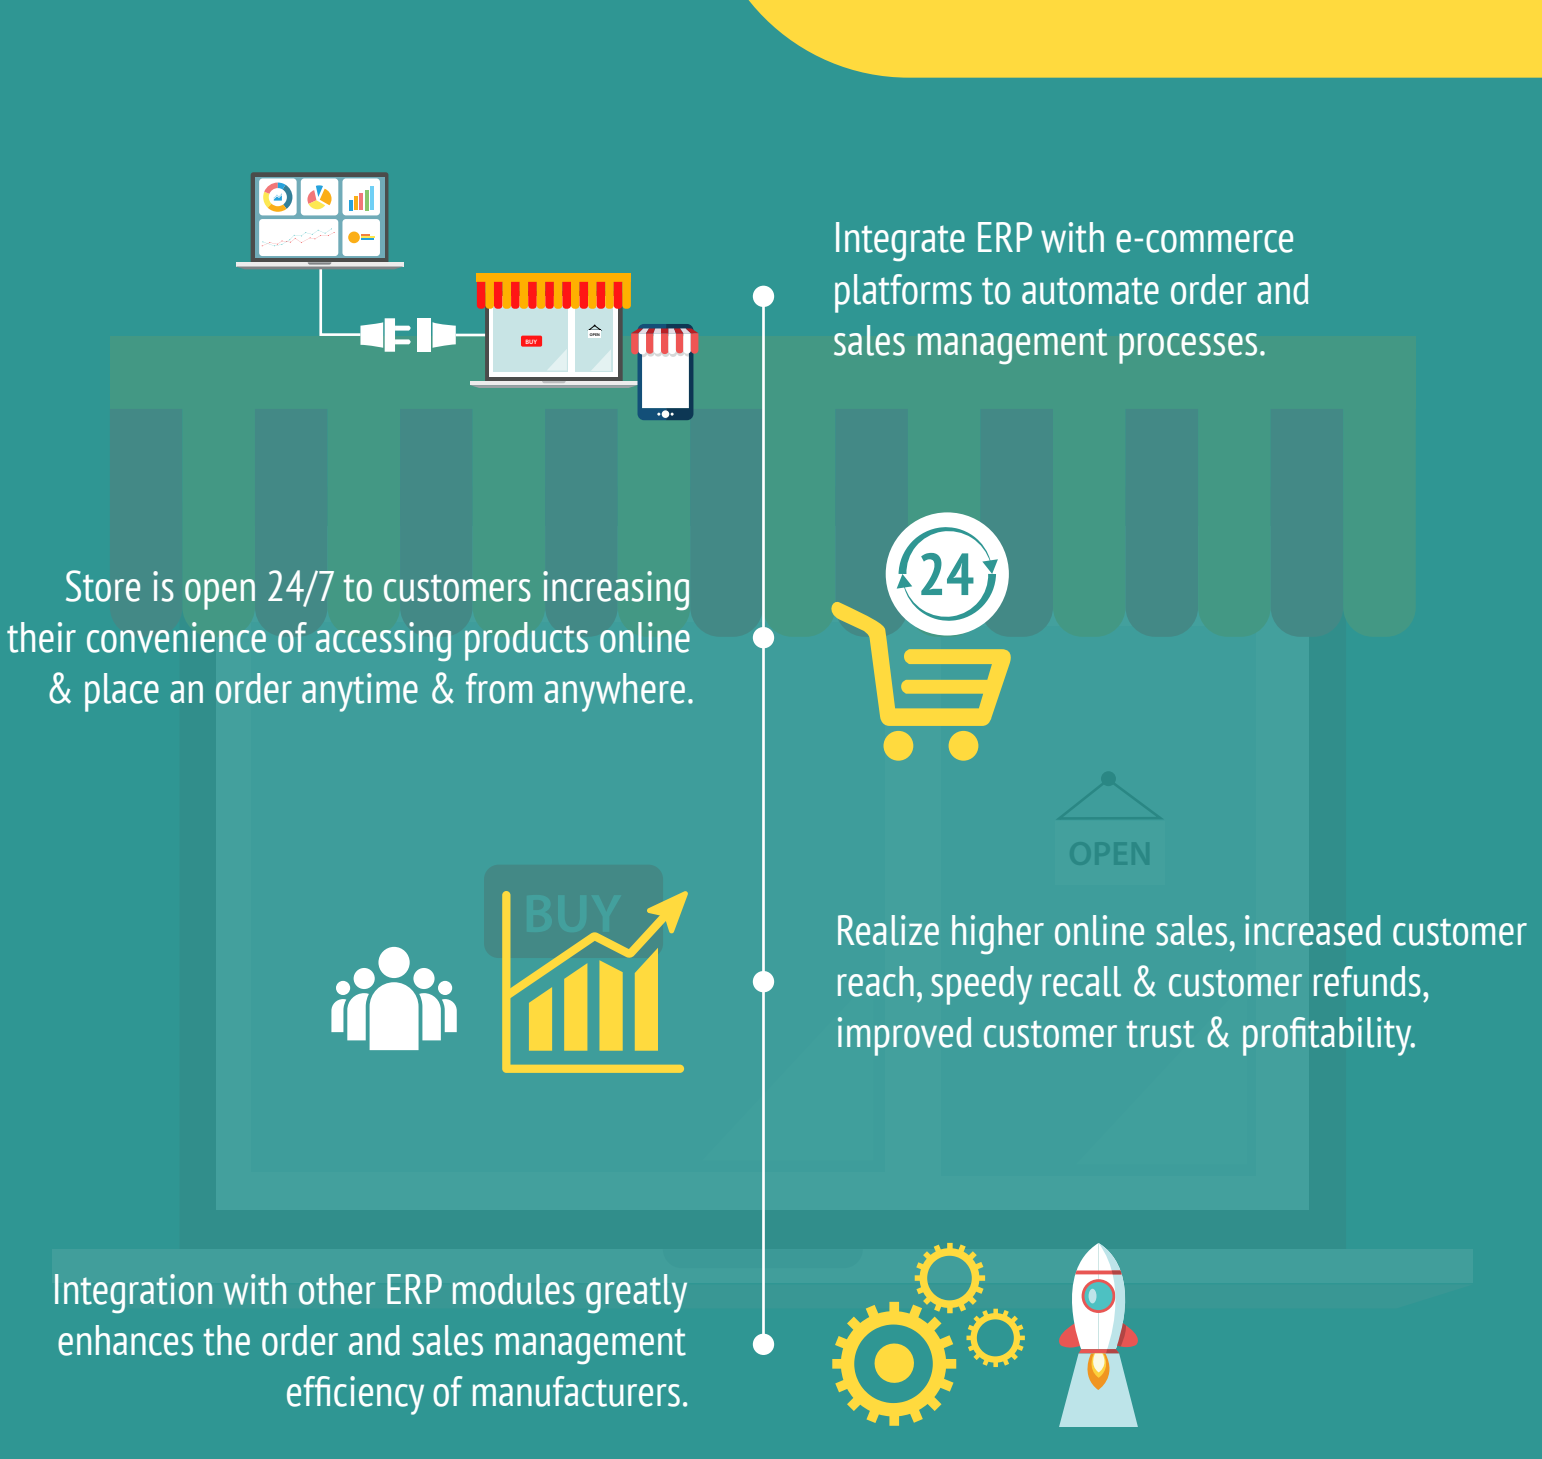 Integrate ERP with e-commerce
platforms to automate order and
sales management processes.
BUY
OPEN
Store is open 24/7 to customers increasing
their convenience of accessing products online
& place an order anytime & from anywhere.
24
OPEN
BUY
Realize higher online sales, increased customer
reach, speedy recall & customer refunds,
improved customer trust & profitability.
Integration with other ERP modules greatly
enhances the order and sales management
efficiency of manufacturers.